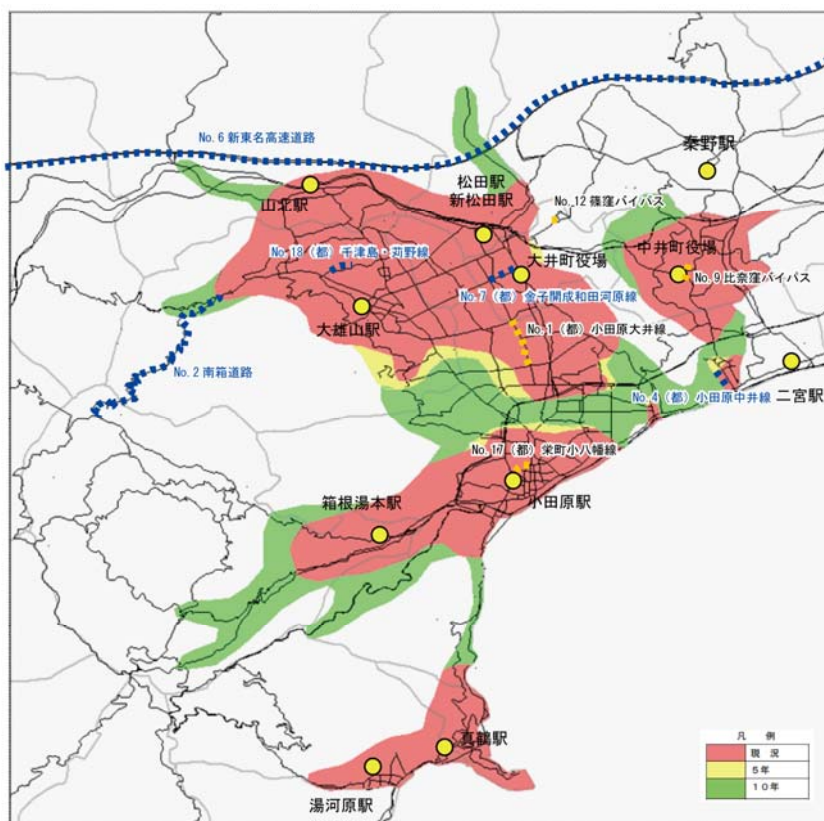 No.6 新東名高速道路
秦野駅
松田駅
新松田駅
No.12 篠窪バイパス
山北駅
No.18（都）千津島・苅野線
大井町役場
中井町役場
No.7（都）金子開成和田河原線
No.9 比奈窪バイパス
大雄山駅
No.1（都）小田原大井線
No.2 南箱道路
No.4（都）小田原中井線
二宮駅
No.17（都）栄町小八幡線
箱根湯本駅
小田原駅
真鶴駅
湯河原駅
凡 例
現 況
５年
１０年